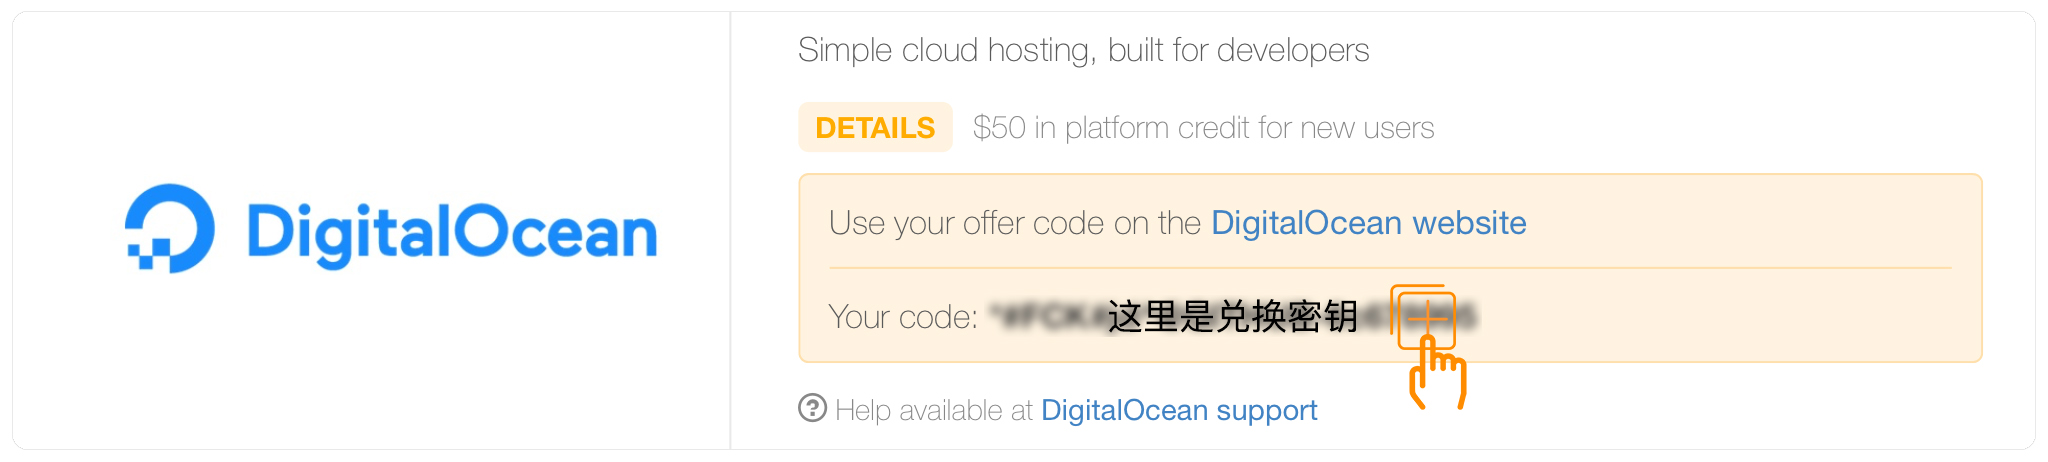 DigitalOcean
Simple cloud hosting, built for developers
DETAILS $50 in platform credit for new users
Use your offer code on the DigitalOcean website
Your code: 这里是兑换密钥
Help available at DigitalOcean support